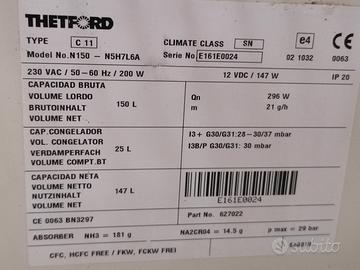 THETFORD
TYPE C 11 CLIMATE CLASS SN e4
Model No. N150 - N5H7L6A Serie No E161E0024 02 1032 0063
230 VAC / 50-60 Hz / 200 W 12 VDC / 147 W IP 20
CAPACIDAD BRUTA
VOLUME LORDO
BRUTOINHALT
VOLUME NET
150 L
Qn 296 W
m 21 g/h
CAP.CONGELADOR
VOL. CONGELATOR
VERDAMPERFACH
VOLUME COMPT.BT
25 L
I3+ G30/G31:28-30/37 mbar
I3B/P G30/G31: 30 mbar
CAPACIDAD NETA
VOLUME NETTO
NUTZINHALT
VOLUME NET
147 L
E161E0024
CE 0063 BN3297 Part No. 627022
ABSORBER NH3 = 181 g NA2CR04 = 14.5 g p max = 29 bar
CFC, HCFC FREE / FKW, FCKW FREI
subito